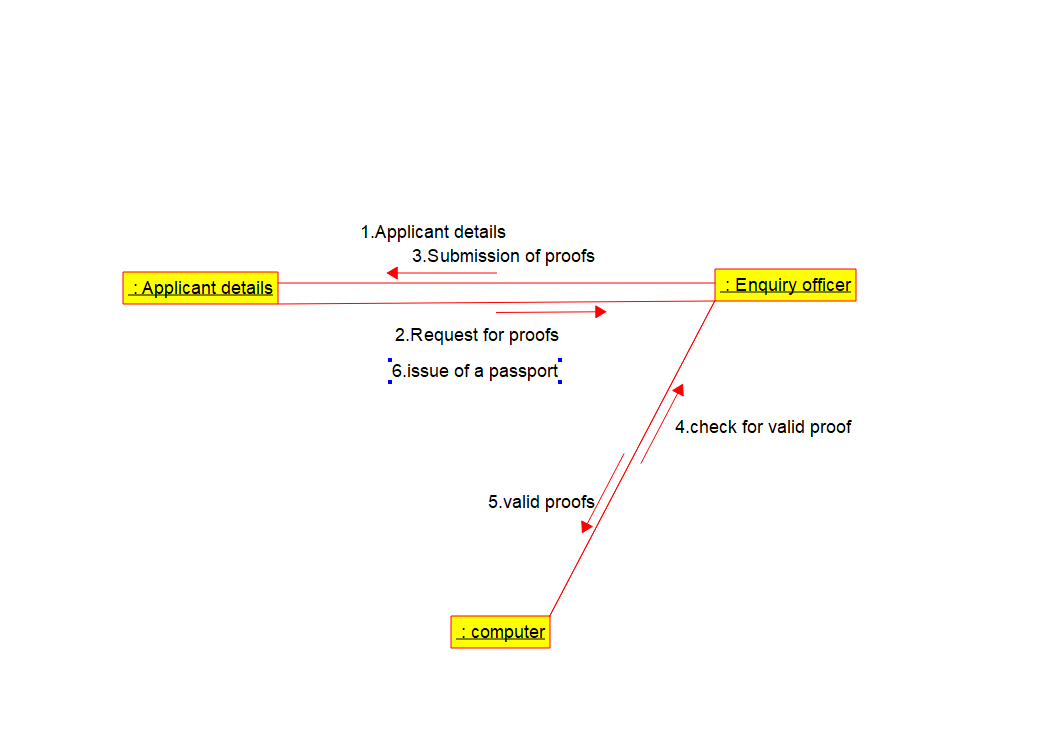 1.Applicant details
3.Submission of proofs
: Applicant details
: Enquiry officer
2.Request for proofs
6.issue of a passport
4.check for valid proof
5.valid proofs
: computer